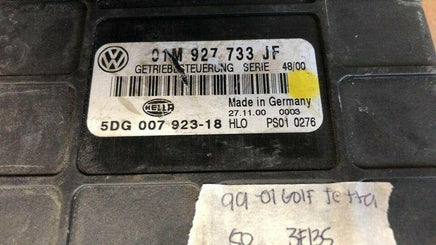 01M 927 733 JF
GETRIEBESTEUERUNG SERIE 48/00
HELLA
Made in Germany
27.11.00 0003
5DG 007 923-18 HLO PS01 0276
99-01 Golf Jetta